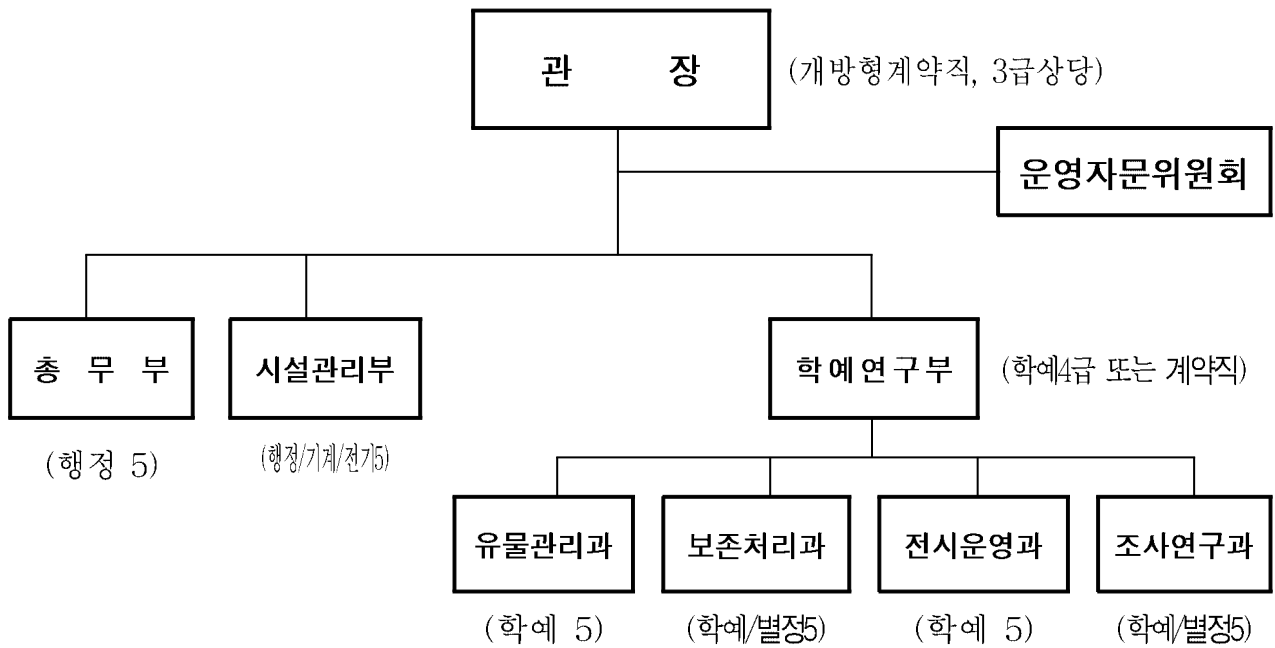 관 장
(개방형계약직, 3급상당)
운영자문위원회
총 무 부
시설관리부
학예연구부
(학예4급 또는 계약직)
(행정 5)
(행정/기계/전기5)
유물관리과
보존처리과
전시운영과
조사연구과
(학예 5)
(학예/별정5)
(학예 5)
(학예/별정5)